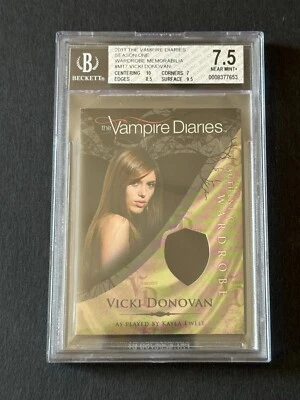 2011 THE VAMPIRE DIARIES
SEASON ONE
WARDROBE MEMORABILIA
#M11 VICKI DONOVAN
CENTERING 10 CORNERS 7
EDGES 8.5 SURFACE 9.5
B
BECKETT
7.5
NEAR MINT+
0008377653
the Vampire Diaries
AUTHENTIC
WARDROBE
VICKI DONOVAN
AS PLAYED BY KAYLA EWELL